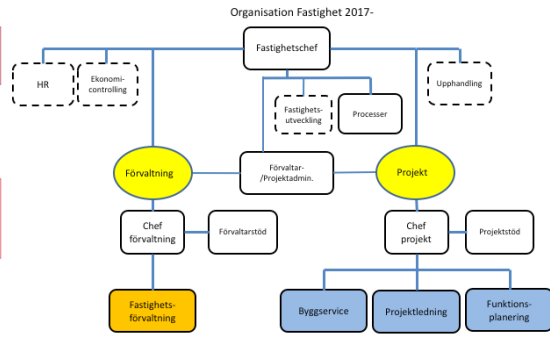 Organisation Fastighet 2017-
Fastighetschef
HR
Ekonomi-
controlling
Fastighets-
utveckling
Processer
Upphandling
Förvaltning
Förvaltar-
/Projektadmin.
Projekt
Chef
förvaltning
Förvaltarstöd
Chef
projekt
Projektstöd
Fastighets-
förvaltning
Byggservice
Projektledning
Funktions-
planering